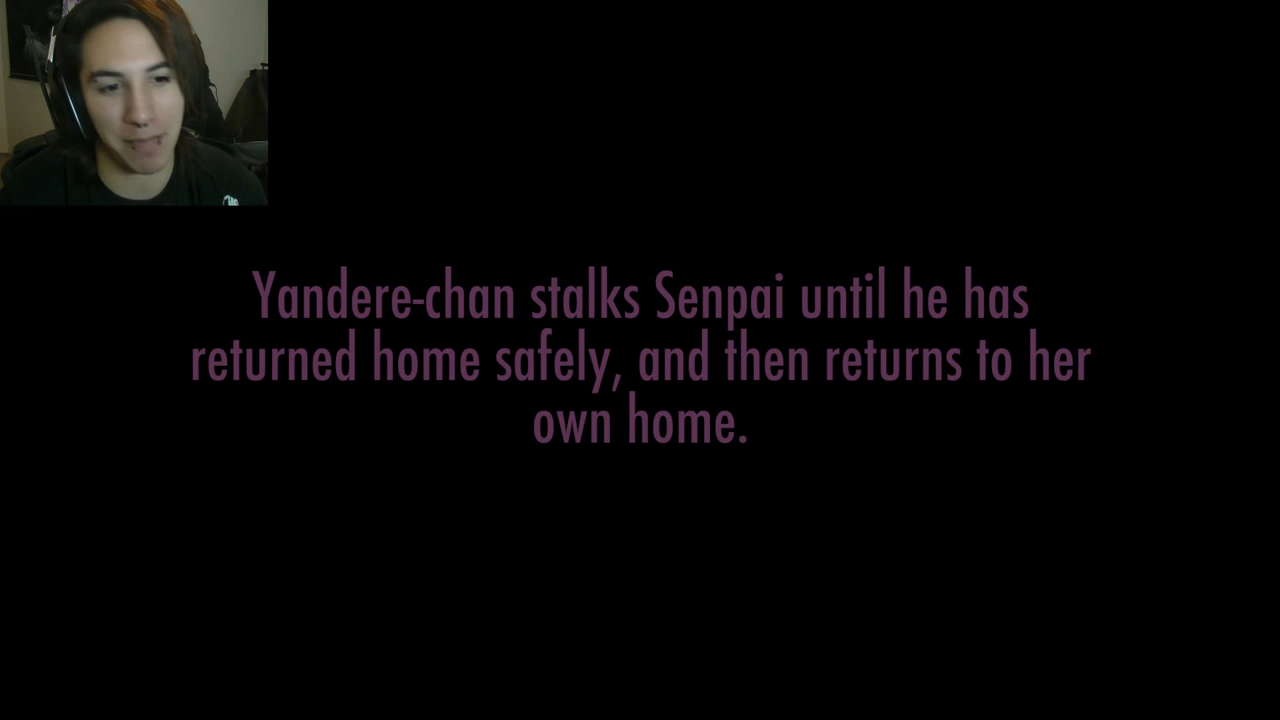 Yandere-chan stalks Senpai until he has
returned home safely, and then returns to her
own home.